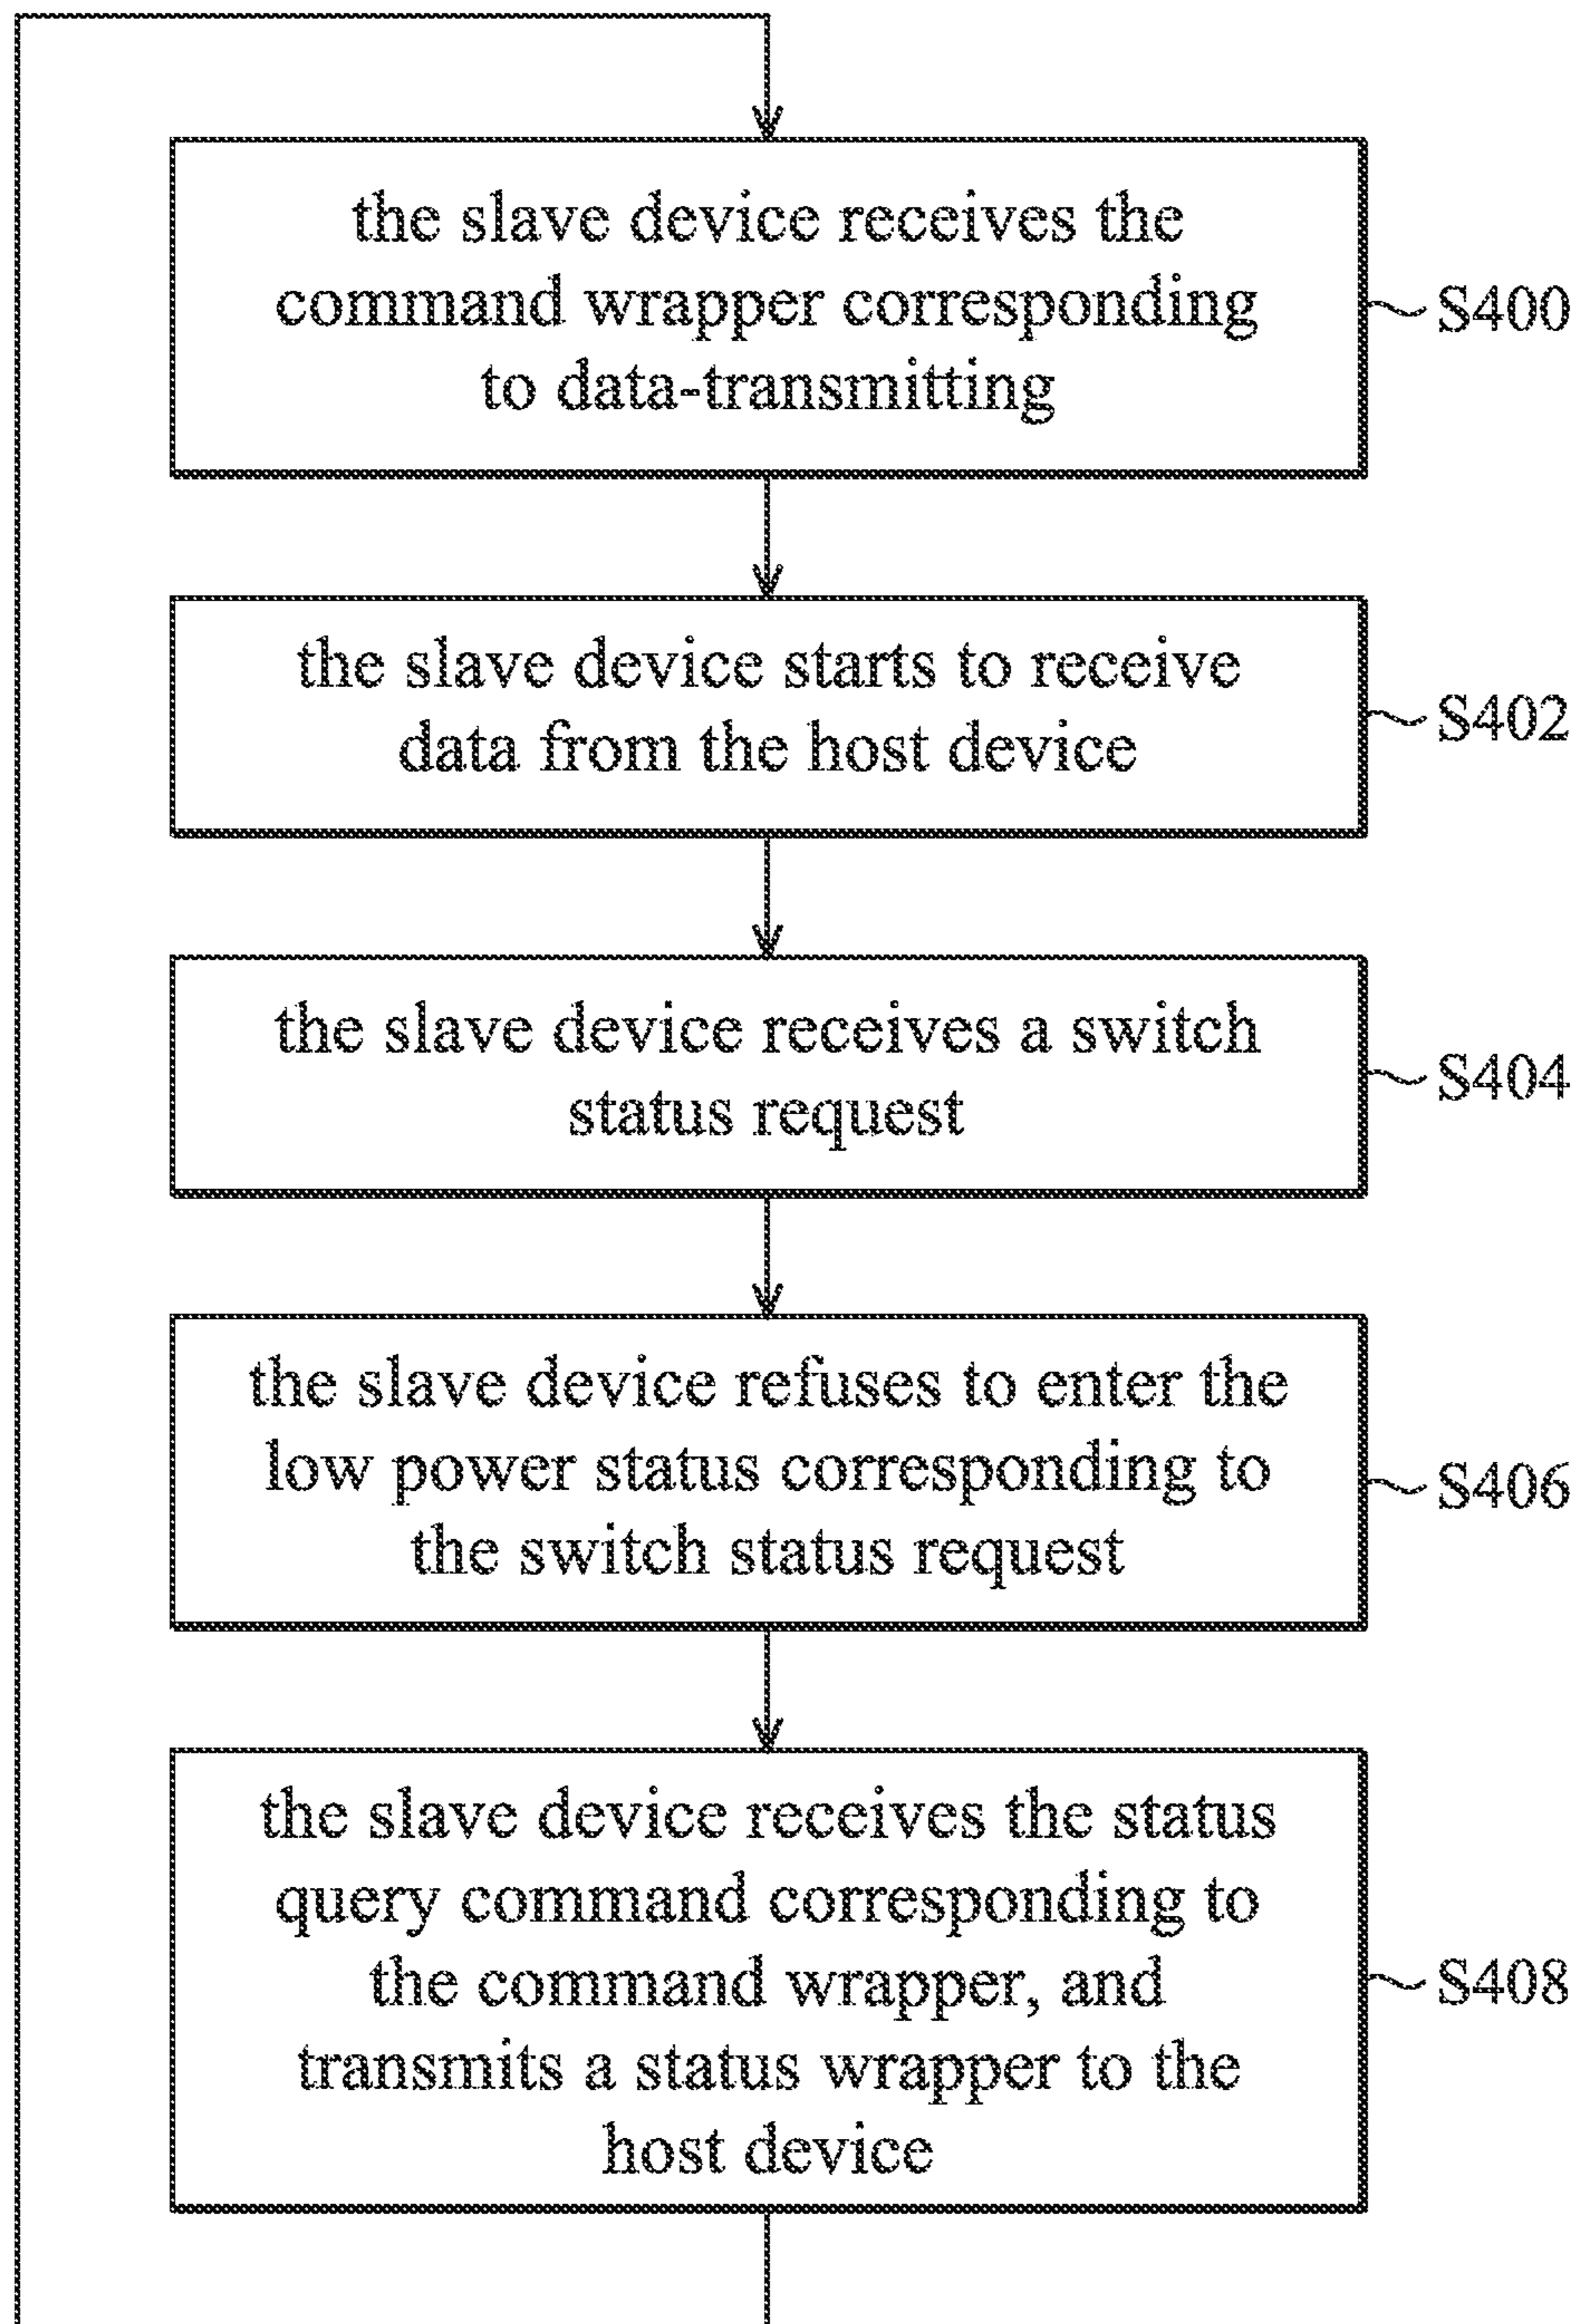 the slave device receives the
command wrapper corresponding
to data-transmitting
S400
the slave device starts to receive
data from the host device
S402
the slave device receives a switch
status request
S404
the slave device refuses to enter the
low power status corresponding to
the switch status request
S406
the slave device receives the status
query command corresponding to
the command wrapper, and
transmits a status wrapper to the
host device
S408